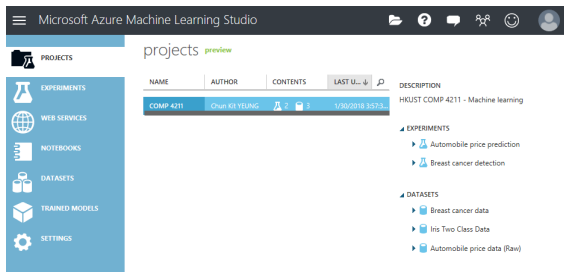 Microsoft Azure Machine Learning Studio
PROJECTS
EXPERIMENTS
WEB SERVICES
NOTEBOOKS
DATASETS
TRAINED MODELS
SETTINGS
projects preview
NAME AUTHOR CONTENTS LAST U...
COMP 4211 Chun Kit YEUNG 2 3 1/30/2018 3:57:3...
DESCRIPTION
HKUST COMP 4211 - Machine learning
EXPERIMENTS
Automobile price prediction
Breast cancer detection
DATASETS
Breast cancer data
Iris Two Class Data
Automobile price data (Raw)